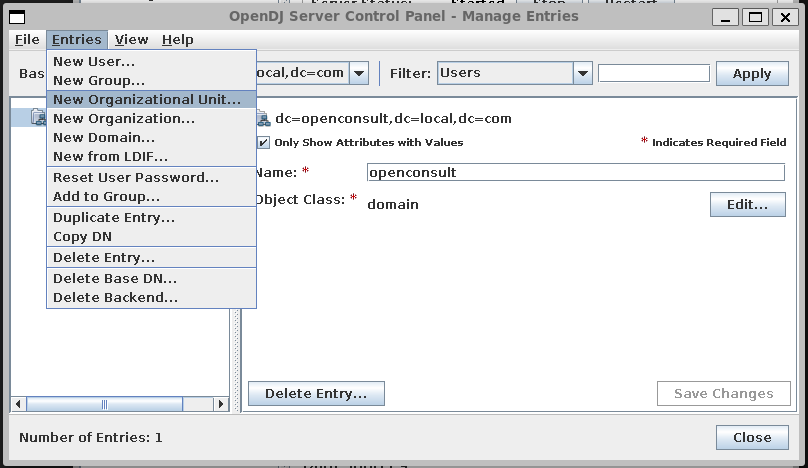 OpenDJ Server Control Panel - Manage Entries
File Entries View Help
Bas ocal,dc=com Filter: Users Apply
New User...
New Group...
New Organizational Unit...
New Organization...
New Domain...
New from LDIF...
Reset User Password...
Add to Group...
Duplicate Entry...
Copy DN
Delete Entry...
Delete Base DN...
Delete Backend...
dc=openconsult,dc=local,dc=com
Only Show Attributes with Values * Indicates Required Field
Name: * openconsult
Object Class: * domain Edit...
Delete Entry... Save Changes
Number of Entries: 1 Close